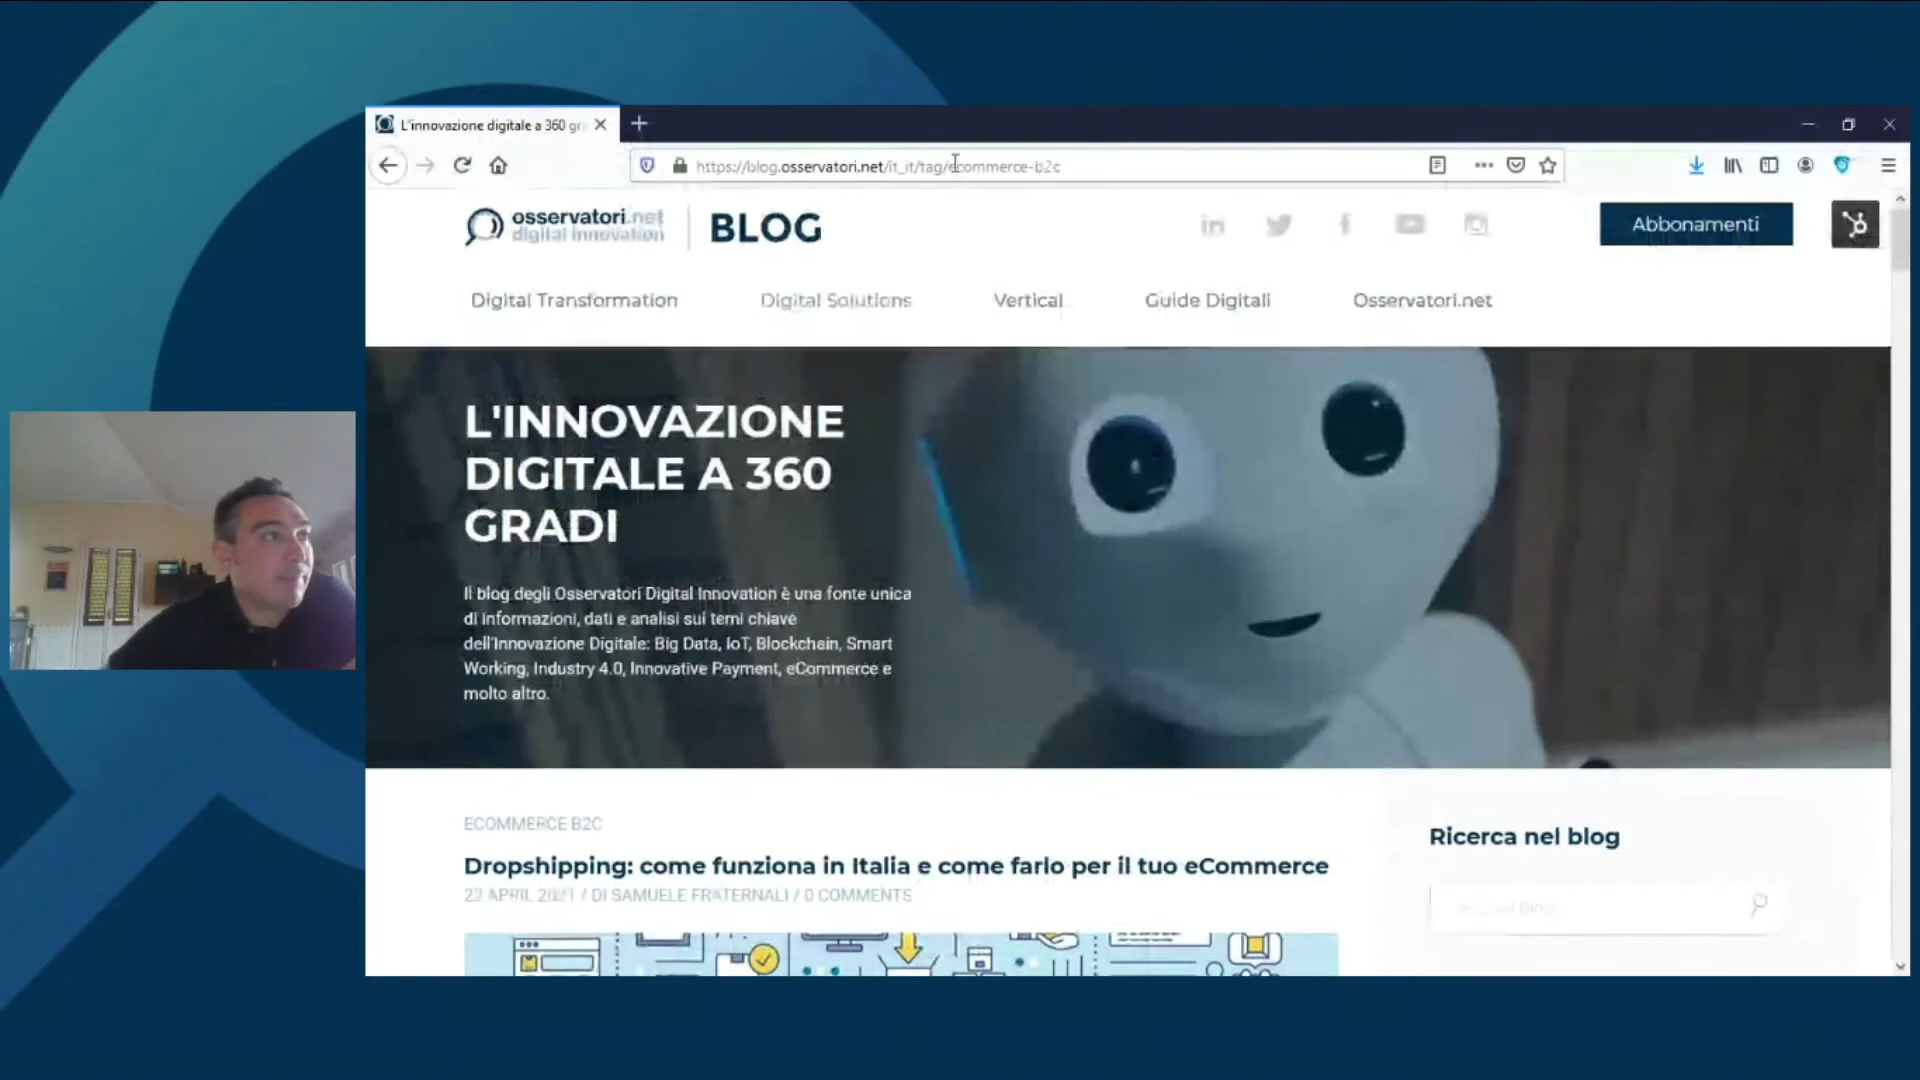 L'innovazione digitale a 360 gr
https://blog.osservatori.net/it_it/tag/ecommerce-b2c
osservatori.net
digital innovation
BLOG
Abbonamenti
Digital Transformation
Digital Solutions
Vertical
Guide Digitali
Osservatori.net
L'INNOVAZIONE
DIGITALE A 360
GRADI
Il blog degli Osservatori Digital Innovation è una fonte unica
di informazioni, dati e analisi sui temi chiave
dell'Innovazione Digitale: Big Data, IoT, Blockchain, Smart
Working, Industry 4.0, Innovative Payment, eCommerce e
molto altro.
ECOMMERCE B2C
Dropshipping: come funziona in Italia e come farlo per il tuo eCommerce
APRIL 2021 / DI SAMUELE FRATERNALI / 0 COMMENTS
Ricerca nel blog